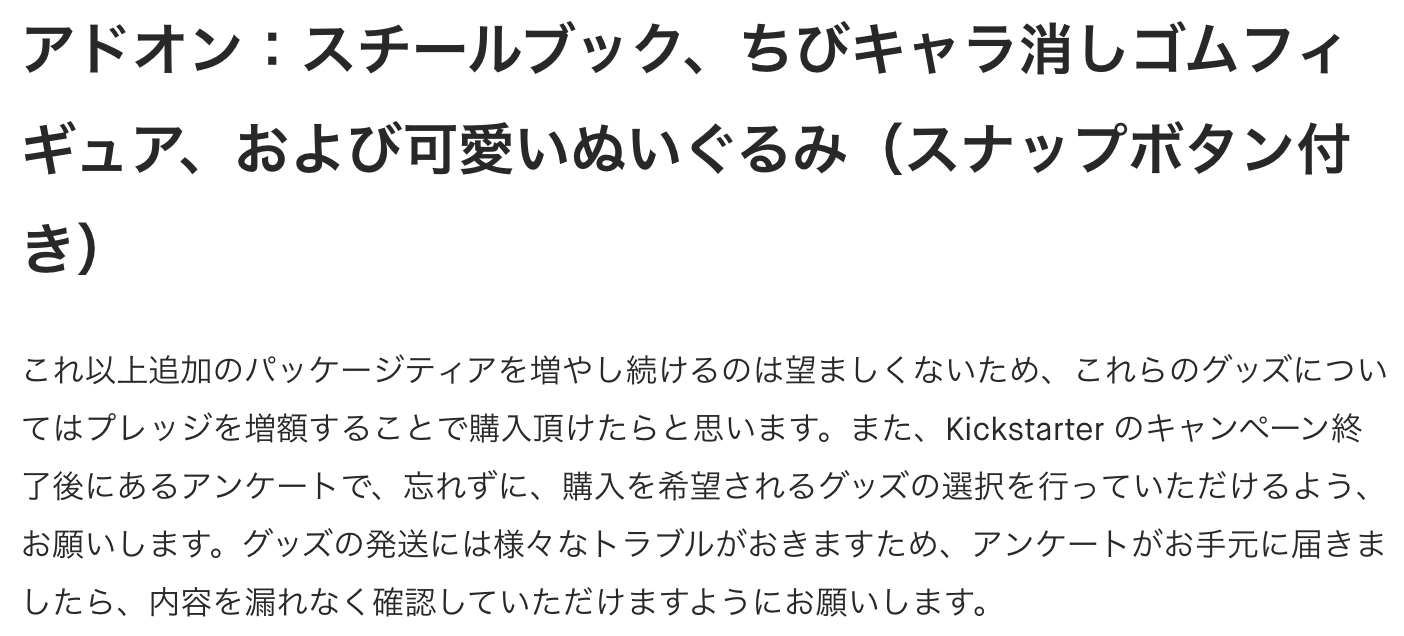 アドオン：スチールブック、ちびキャラ消しゴムフィ
ギュア、および可愛いぬいぐるみ（スナップボタン付
き）
これ以上追加のパッケージティアを増やし続けるのは望ましくないため、これらのグッズについ
てはプレッジを増額することで購入頂けたらと思います。また、Kickstarter のキャンペーン終
了後にあるアンケートで、忘れずに、購入を希望されるグッズの選択を行っていただけるよう、
お願いします。グッズの発送には様々なトラブルがおきますため、アンケートがお手元に届きま
したら、内容を漏れなく確認していただけますようにお願いします。